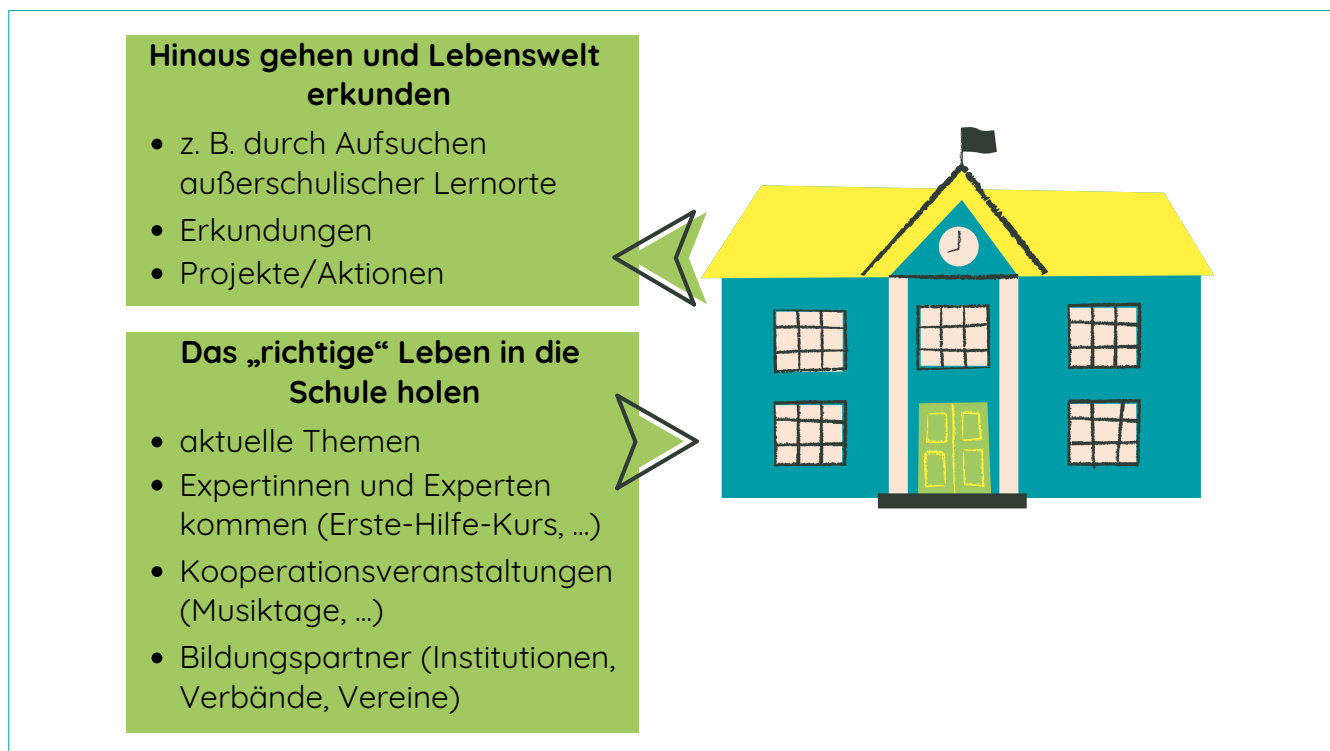 Hinaus gehen und Lebenswelt
erkunden
• z. B. durch Aufsuchen
außerschulischer Lernorte
• Erkundungen
• Projekte/Aktionen
Das „richtige“ Leben in die
Schule holen
• aktuelle Themen
• Expertinnen und Experten
kommen (Erste-Hilfe-Kurs, ...)
• Kooperationsveranstaltungen
(Musiktage, ...)
• Bildungspartner (Institutionen,
Verbände, Vereine)